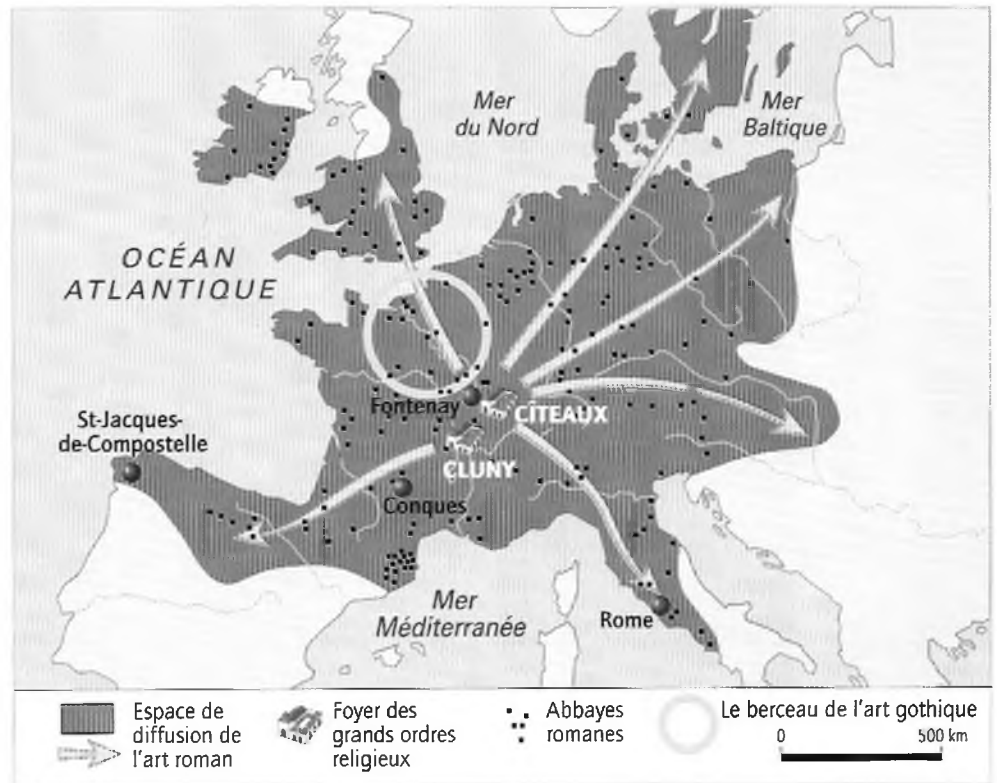 Mer
du Nord
Mer
Baltique
OCÉAN
ATLANTIQUE
St-Jacques-
de-Compostelle
Fontenay
CÎTEAUX
CLUNY
Conques
Mer
Méditerranée
Rome
Espace de
diffusion de
l'art roman
Foyer des
grands ordres
religieux
Abbayes
romanes
Le berceau de l'art gothique
0 500 km